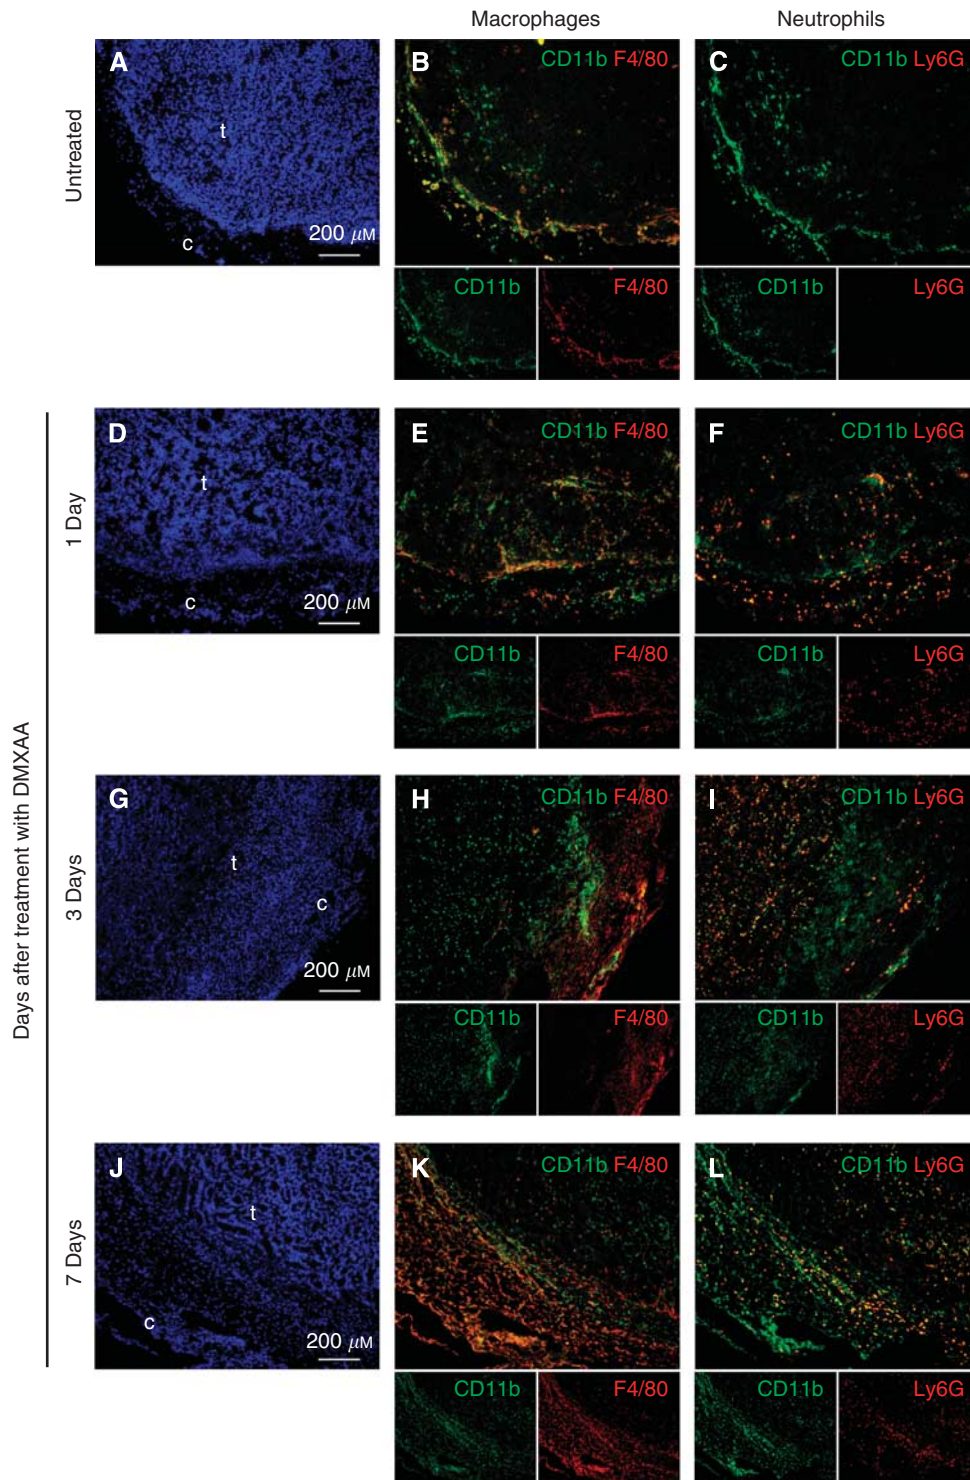 Macrophages Neutrophils
Untreated
A t c 200 μM
B CD11b F4/80
C CD11b Ly6G
CD11b F4/80 CD11b Ly6G
Days after treatment with DMXAA
1 Day
D t c 200 μM
E CD11b F4/80
F CD11b Ly6G
CD11b F4/80 CD11b Ly6G
3 Days
G t c 200 μM
H CD11b F4/80
I CD11b Ly6G
CD11b F4/80 CD11b Ly6G
7 Days
J t c 200 μM
K CD11b F4/80
L CD11b Ly6G
CD11b F4/80 CD11b Ly6G